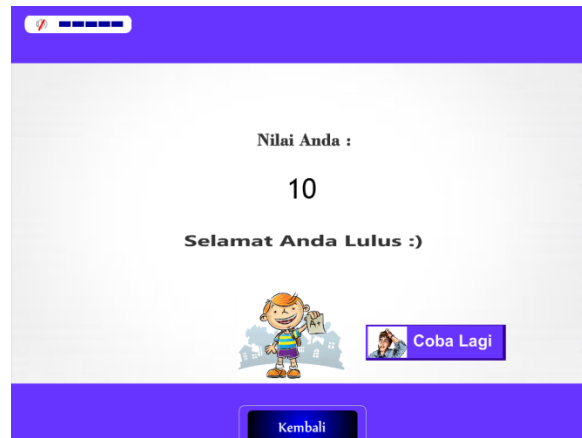 Nilai Anda :
10
Selamat Anda Lulus :)
A+
Coba Lagi
Kembali